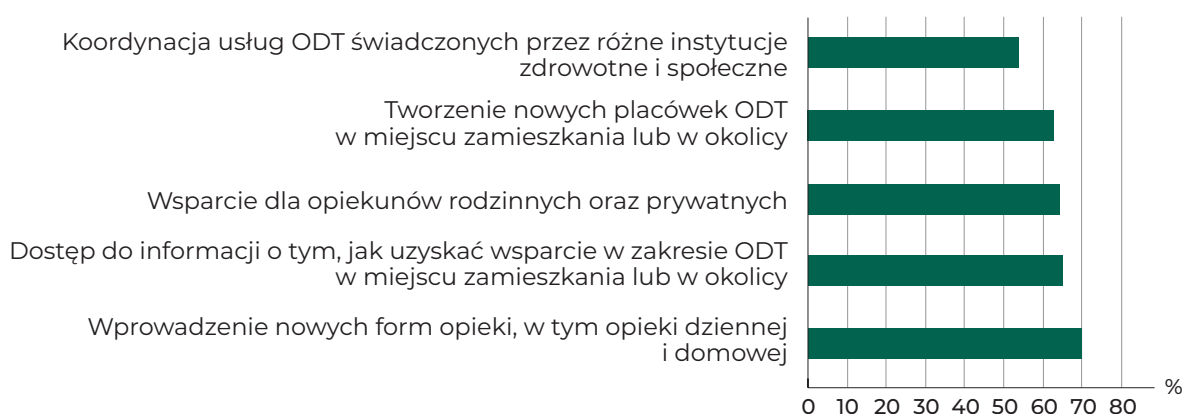 Koordynacja usług ODT świadczonych przez różne instytucje
zdrowotne i społeczne
Tworzenie nowych placówek ODT
w miejscu zamieszkania lub w okolicy
Wsparcie dla opiekunów rodzinnych oraz prywatnych
Dostęp do informacji o tym, jak uzyskać wsparcie w zakresie ODT
w miejscu zamieszkania lub w okolicy
Wprowadzenie nowych form opieki, w tym opieki dziennej
i domowej
%
0 10 20 30 40 50 60 70 80